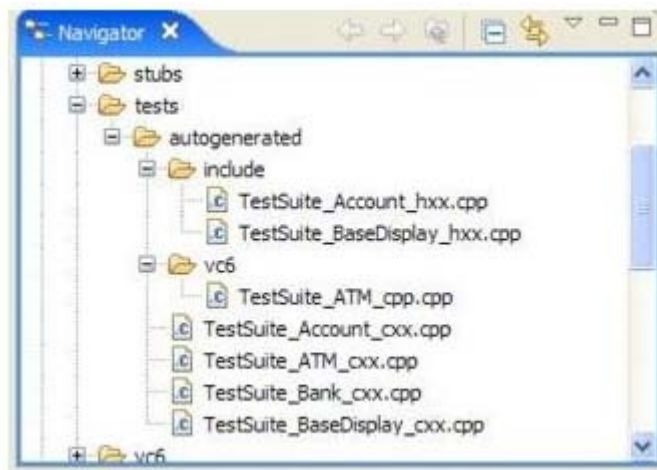 Navigator
stubs
tests
autogenerated
include
TestSuite_Account_hxx.cpp
TestSuite_BaseDisplay_hxx.cpp
vc6
TestSuite_ATM_cpp.cpp
TestSuite_Account_cxx.cpp
TestSuite_ATM_cxx.cpp
TestSuite_Bank_cxx.cpp
TestSuite_BaseDisplay_cxx.cpp
vc6